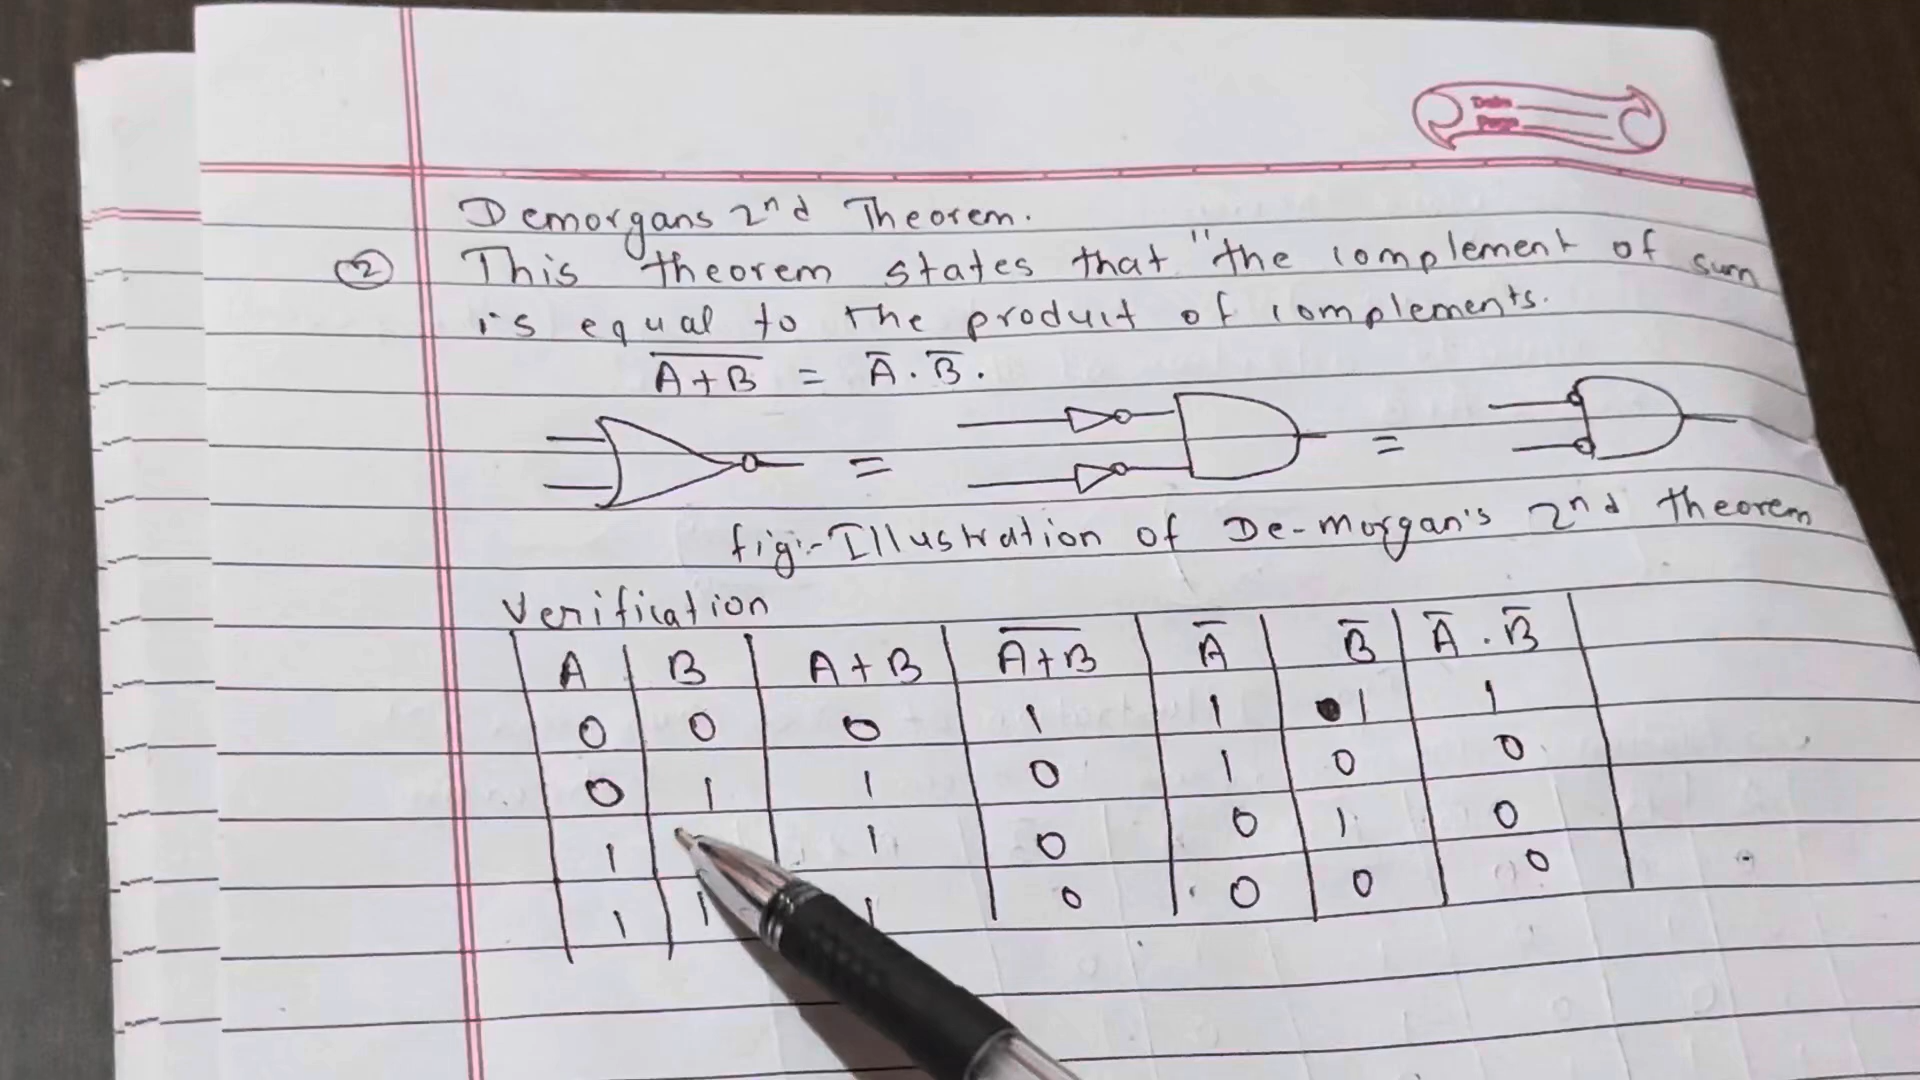 Date
Page
Demorgans 2nd Theorem.
② This theorem states that "the complement of sum
is equal to the product of complements.
A̅+̅B̅ = A̅ . B̅ .
= =
fig:- Illustration of De-morgan's 2nd theorem
Verification
A B A+B A̅+̅B̅ A̅ B̅ A̅ . B̅
0 0 0 1 1 1 1
0 1 1 0 1 0 0
1 1 0 0 1 0
1 1 1 0 0 0 0